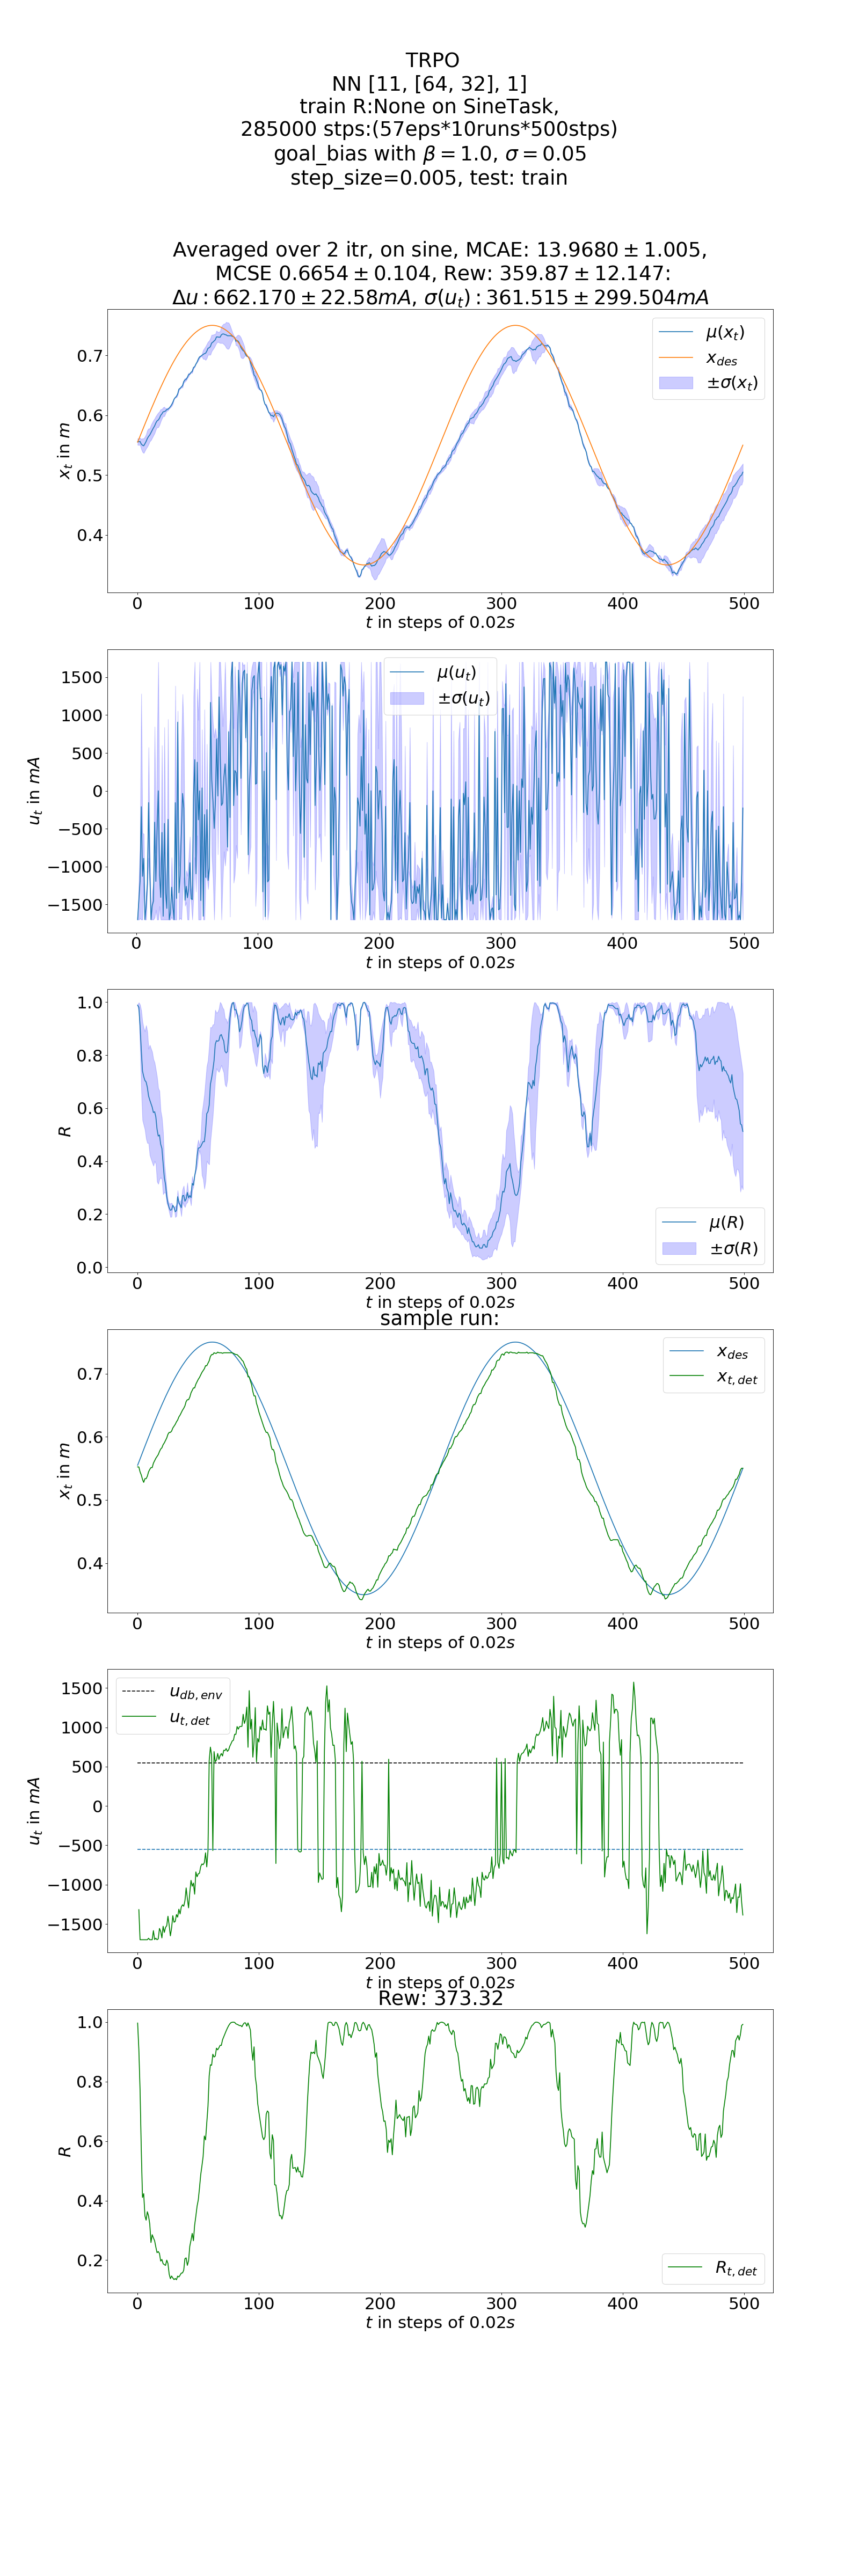 TRPO
NN [11, [64, 32], 1]
train R:None on SineTask,
285000 stps:(57eps*10runs*500stps)
goal_bias with β = 1.0, σ = 0.05
step_size=0.005, test: train
Averaged over 2 itr, on sine, MCAE: 13.9680 ± 1.005,
MCSE 0.6654 ± 0.104, Rew: 359.87 ± 12.147:
Δu : 662.170 ± 22.58mA, σ(u_t) : 361.515 ± 299.504mA
μ(x_t)
x_des
±σ(x_t)
x_t in m
0.7
0.6
0.5
0.4
0 100 200 300 400 500
t in steps of 0.02s
μ(u_t)
±σ(u_t)
u_t in mA
1500
1000
500
0
−500
−1000
−1500
0 100 200 300 400 500
t in steps of 0.02s
1.0
0.8
0.6
0.4
0.2
0.0
R
μ(R)
±σ(R)
0 100 200 300 400 500
t in steps of 0.02s
sample run:
x_des
x_t,det
x_t in m
0.7
0.6
0.5
0.4
0 100 200 300 400 500
t in steps of 0.02s
u_db,env
u_t,det
u_t in mA
1500
1000
500
0
−500
−1000
−1500
0 100 200 300 400 500
t in steps of 0.02s
Rew: 373.32
1.0
0.8
0.6
0.4
0.2
R
R_t,det
0 100 200 300 400 500
t in steps of 0.02s